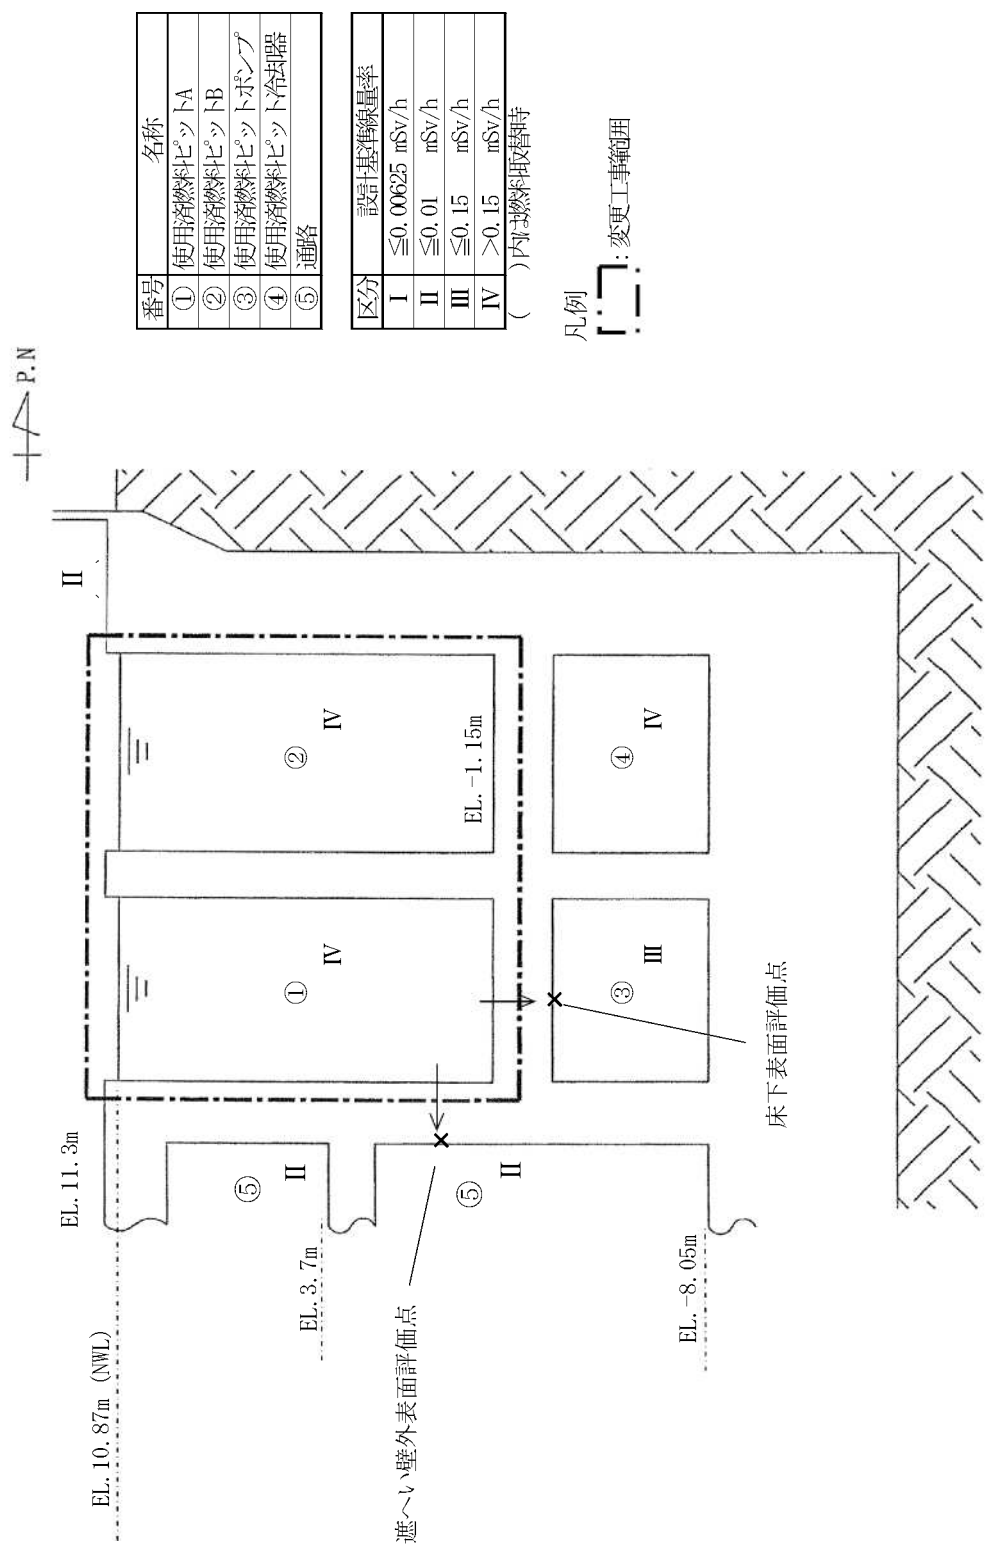 P.N
番号 名称
① 使用済燃料ピットA
② 使用済燃料ピットB
③ 使用済燃料ピットポンプ
④ 使用済燃料ピット冷却器
⑤ 通路
区分 設計基準線量率
Ⅰ ≦0.00625 mSv/h
Ⅱ ≦0.01 mSv/h
Ⅲ ≦0.15 mSv/h
Ⅳ >0.15 mSv/h
( )内は燃料取替時
凡例
:変更工事範囲
EL.10.87m (NWL)
EL.11.3m
Ⅱ
⑤
Ⅱ
① Ⅳ
② Ⅳ
EL.3.7m
EL.-1.15m
遮へい壁外表面評価点
⑤
Ⅱ
③ Ⅲ
④ Ⅳ
EL.-8.05m
床下表面評価点